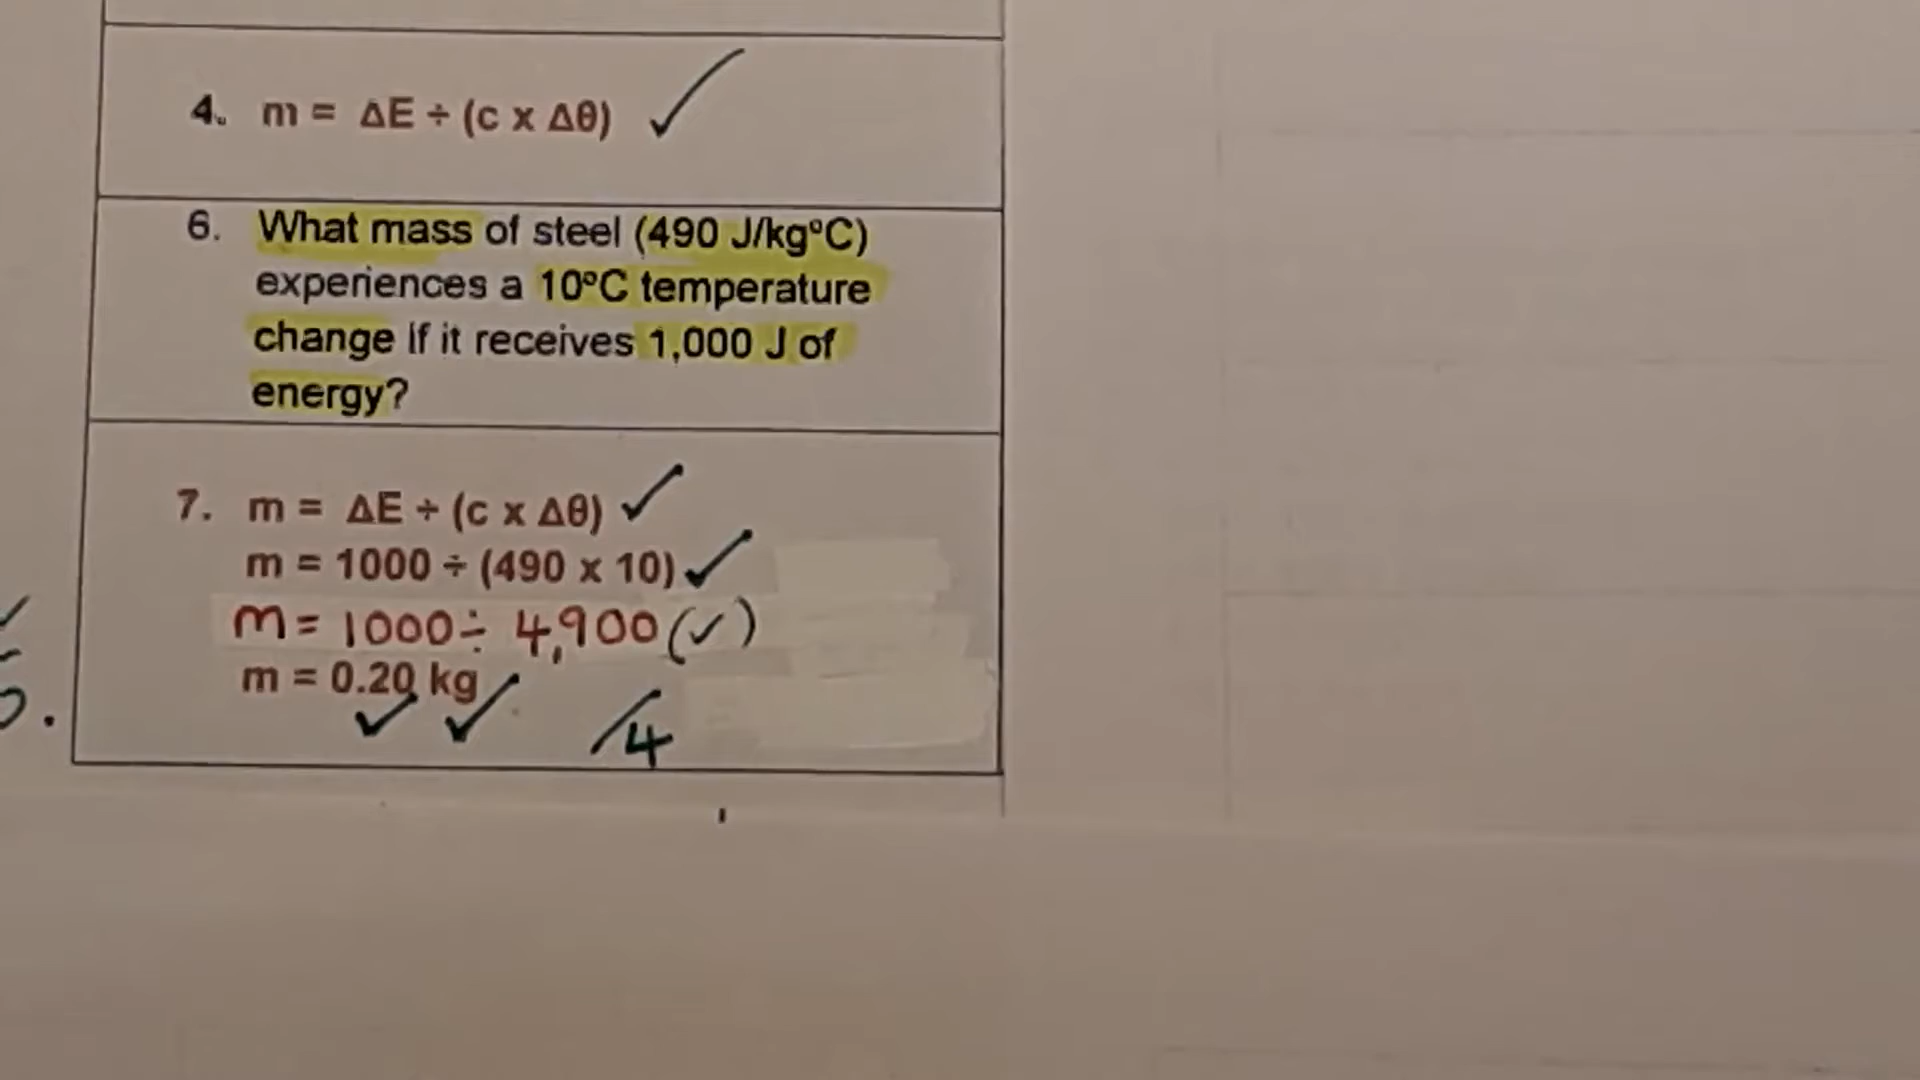 4. m = ΔE ÷ (c x Δθ) ✓
6. What mass of steel (490 J/kg°C)
experiences a 10°C temperature
change if it receives 1,000 J of
energy?
7. m = ΔE ÷ (c x Δθ) ✓
m = 1000 ÷ (490 x 10) ✓
m = 1000 ÷ 4,900 (✓)
m = 0.20 kg
✓ ✓ /4